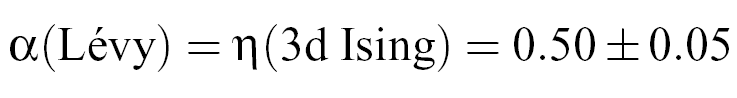 α(Lévy) = η(3d Ising) = 0.50 ± 0.05